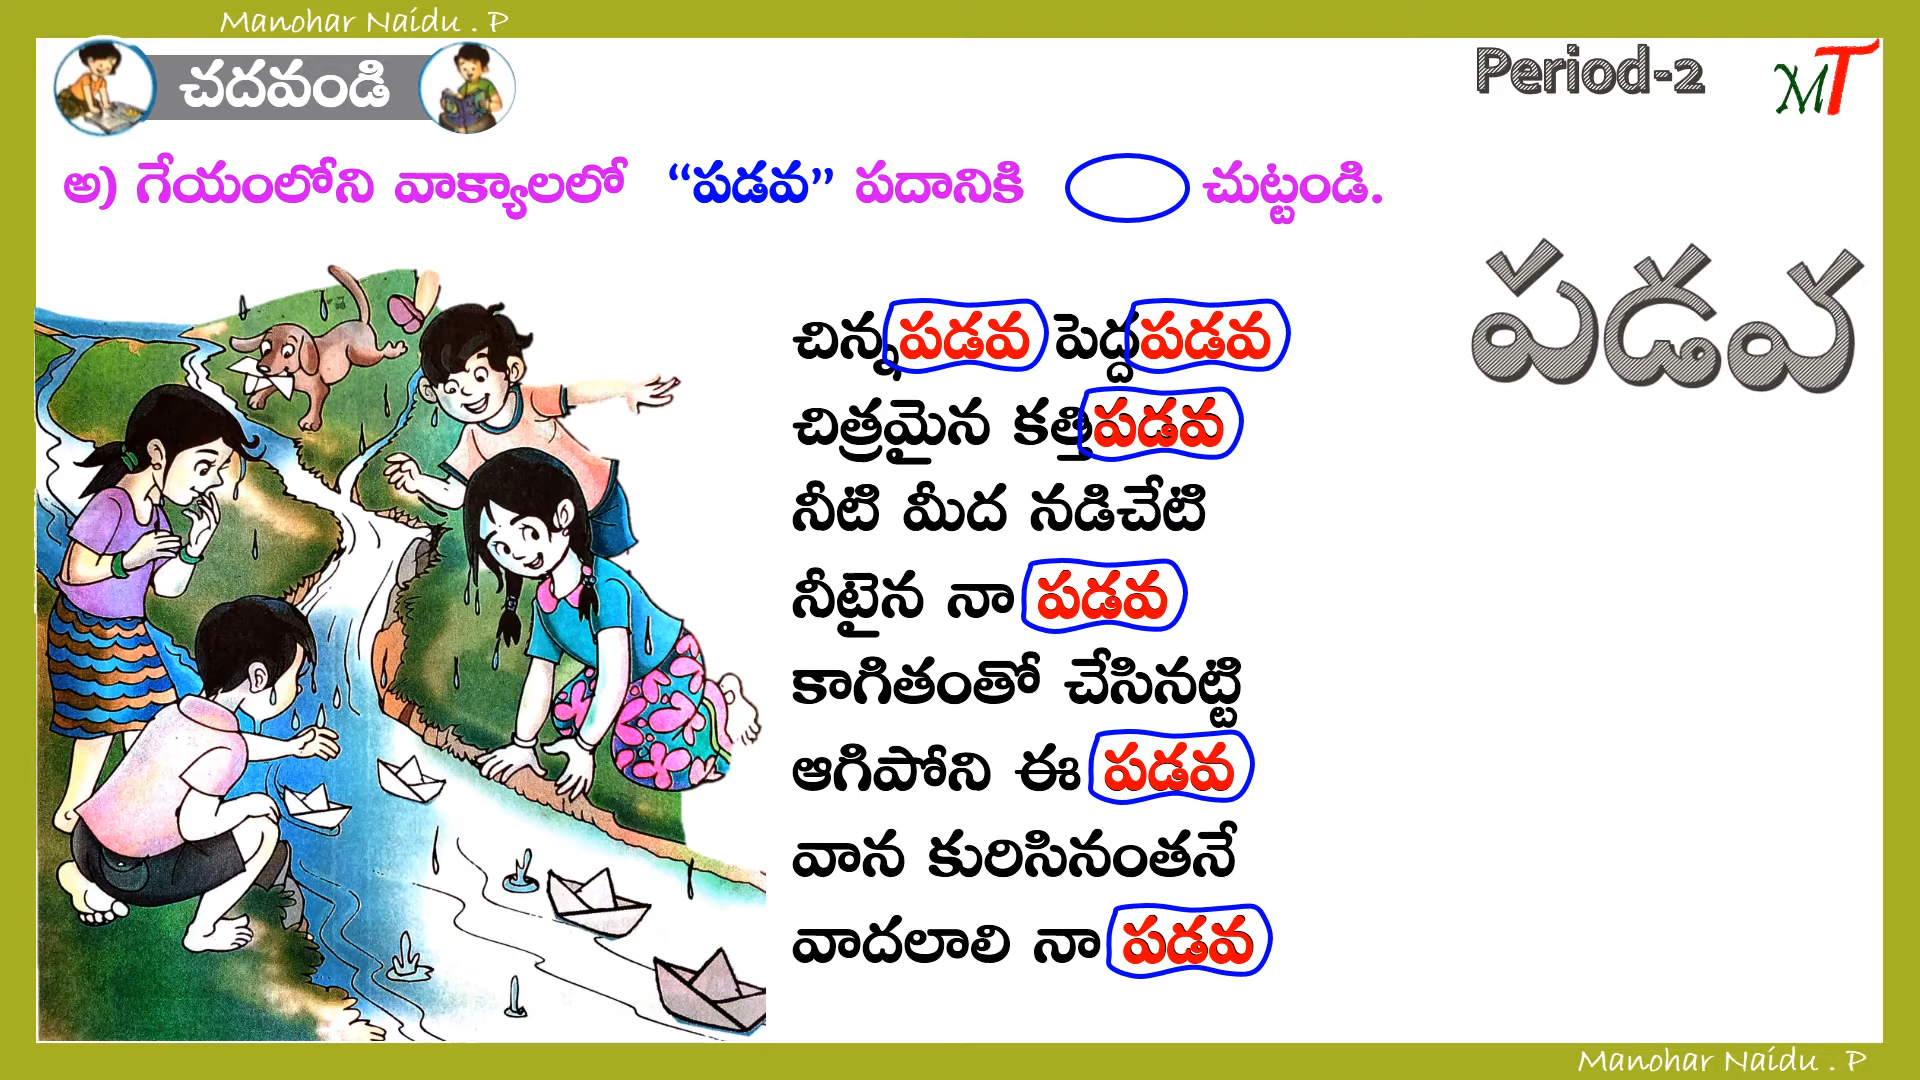 Manohar Naidu . P
చదవండి
Period-2
MT
అ) గేయంలోని వాక్యాలలో “పడవ” పదానికి చుట్టండి.
పడవ
చిన్నపడవ పెద్దపడవ
చిత్రమైన కత్తిపడవ
నీటి మీద నడిచేటి
నీటైన నా పడవ
కాగితంతో చేసినట్టి
ఆగిపోని ఈ పడవ
వాన కురిసినంతనే
వాదలాలి నా పడవ
Manohar Naidu . P